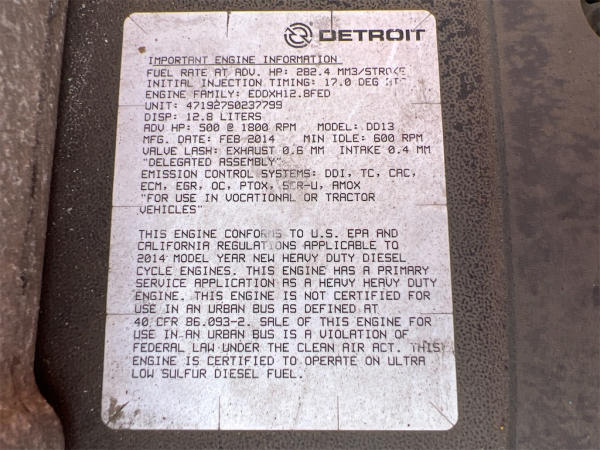 DETROIT
IMPORTANT ENGINE INFORMATION
FUEL RATE AT ADV. HP: 282.4 MM3/STROKE
INITIAL INJECTION TIMING: 17.0 DEG BTC
ENGINE FAMILY: EDDXH12.8FED
UNIT: 471927S0237799
DISP: 12.8 LITERS
ADV HP: 500 @ 1800 RPM MODEL: DD13
MFG. DATE: FEB 2014 MIN IDLE: 600 RPM
VALVE LASH: EXHAUST 0.6 MM INTAKE 0.4 MM
"DELEGATED ASSEMBLY"
EMISSION CONTROL SYSTEMS: DDI, TC, CAC,
ECM, EGR, OC, PTOX, SCR-U, AMOX
"FOR USE IN VOCATIONAL OR TRACTOR
VEHICLES"
THIS ENGINE CONFORMS TO U.S. EPA AND
CALIFORNIA REGULATIONS APPLICABLE TO
2014 MODEL YEAR NEW HEAVY DUTY DIESEL
CYCLE ENGINES. THIS ENGINE HAS A PRIMARY
SERVICE APPLICATION AS A HEAVY HEAVY DUTY
ENGINE. THIS ENGINE IS NOT CERTIFIED FOR
USE IN AN URBAN BUS AS DEFINED AT
40 CFR 86.093-2. SALE OF THIS ENGINE FOR
USE IN AN URBAN BUS IS A VIOLATION OF
FEDERAL LAW UNDER THE CLEAN AIR ACT. THIS
ENGINE IS CERTIFIED TO OPERATE ON ULTRA
LOW SULFUR DIESEL FUEL.